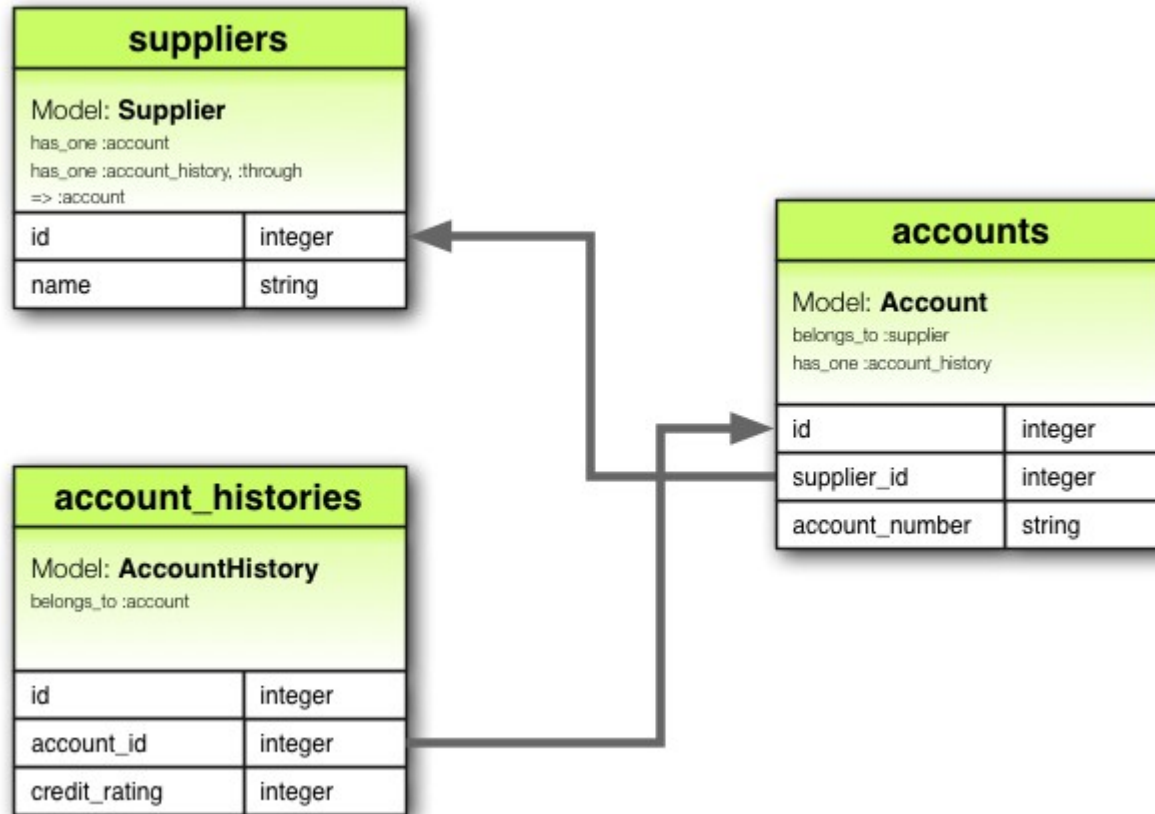 suppliers
Model: Supplier
has_one :account
has_one :account_history, :through
=> :account
id integer
name string
accounts
Model: Account
belongs_to :supplier
has_one :account_history
id integer
supplier_id integer
account_number string
account_histories
Model: AccountHistory
belongs_to :account
id integer
account_id integer
credit_rating integer